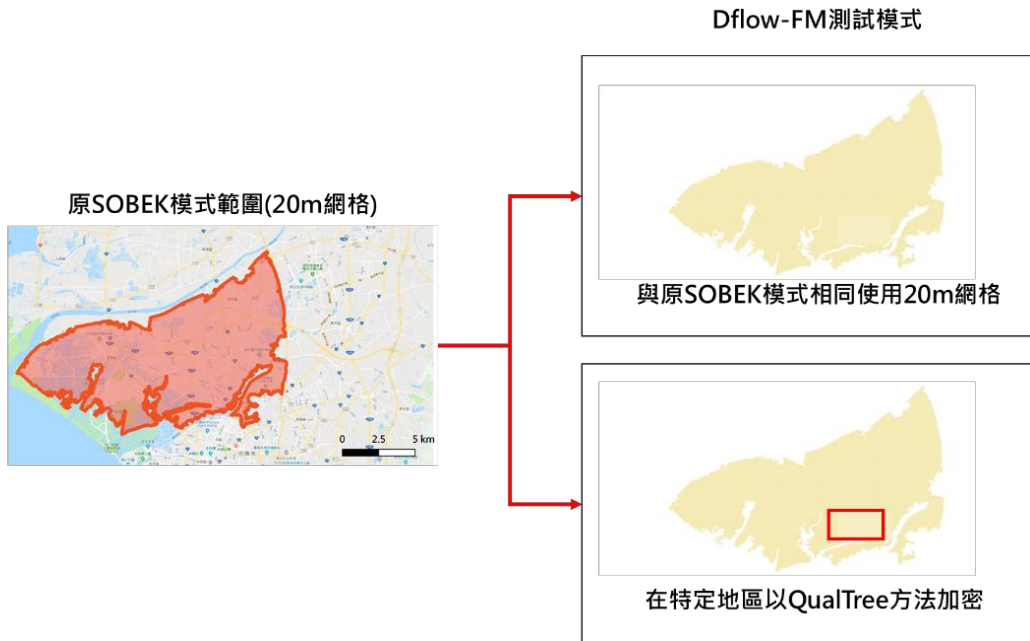 Dflow-FM測試模式
原SOBEK模式範圍(20m網格)
0 2.5 5 km
與原SOBEK模式相同使用20m網格
在特定地區以QualTree方法加密